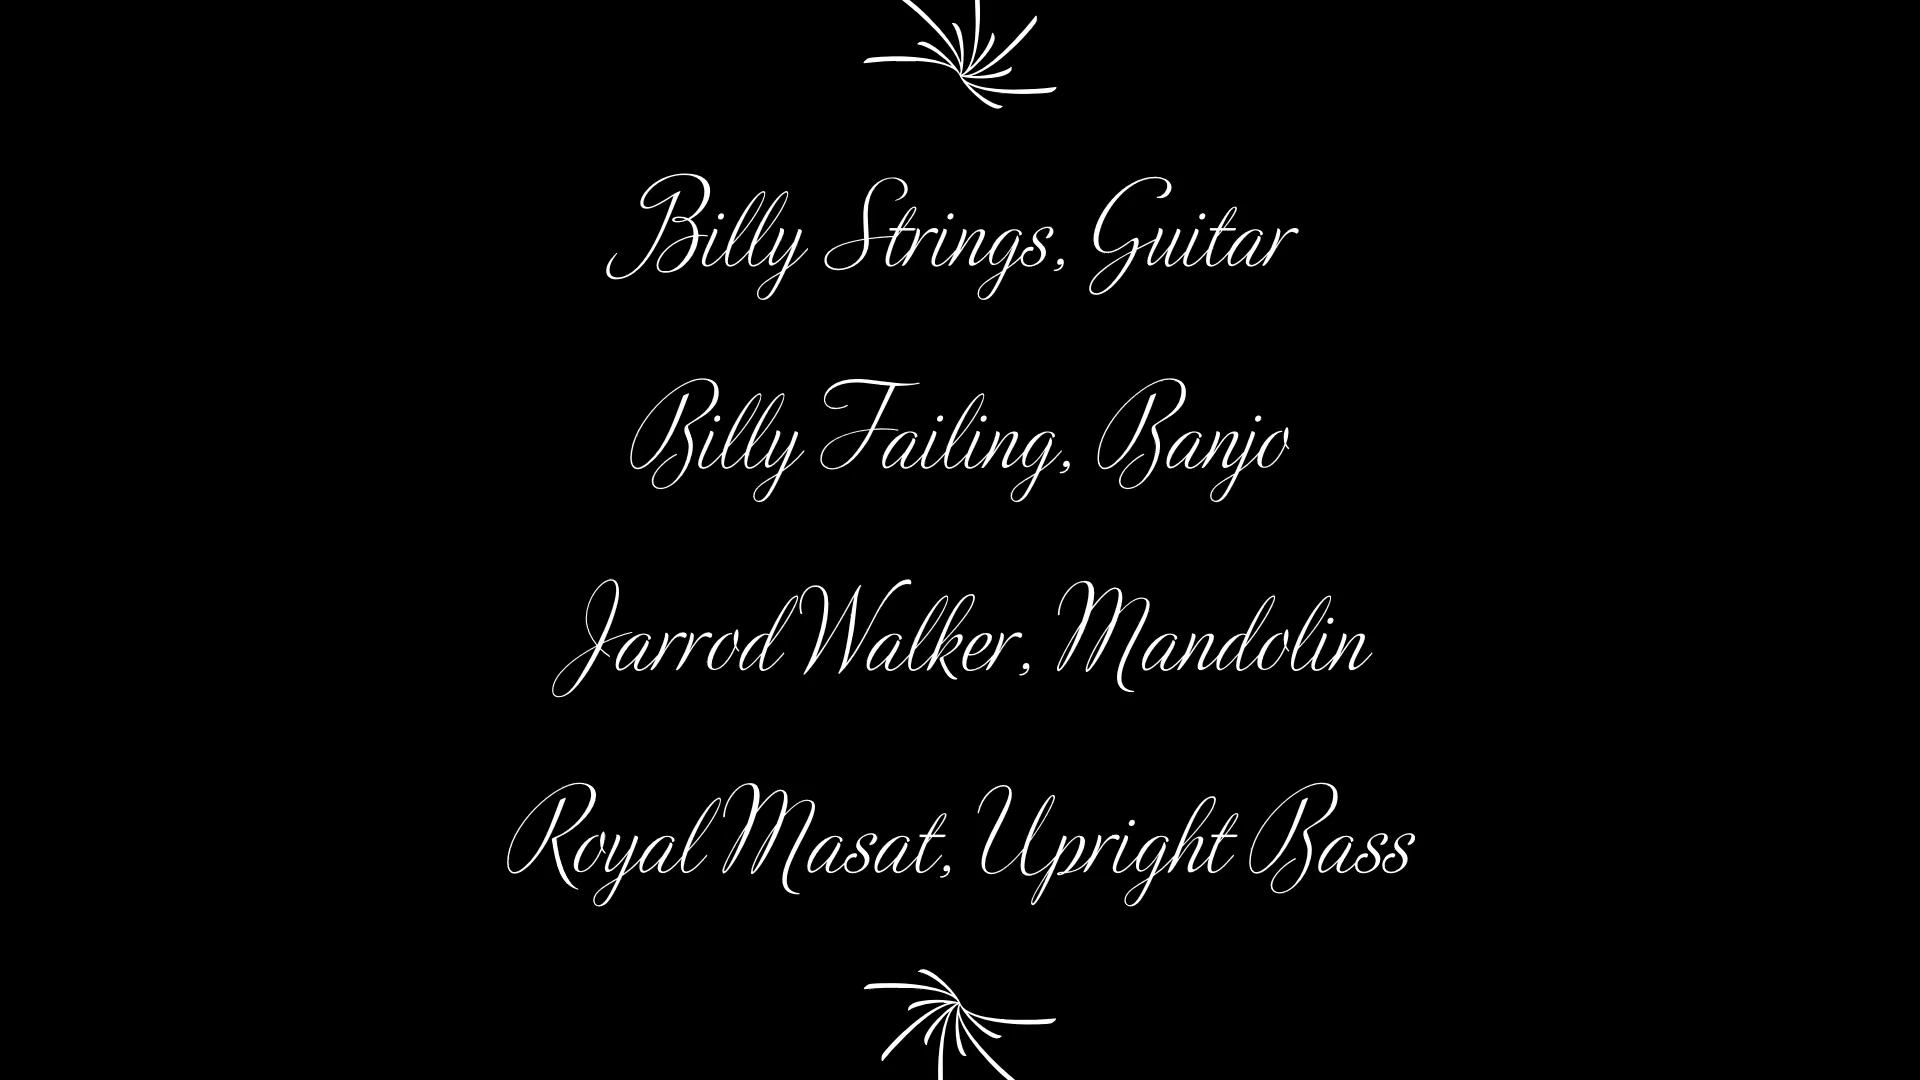 Billy Strings, Guitar
Billy Failing, Banjo
Jarrod Walker, Mandolin
Royal Masat, Upright Bass